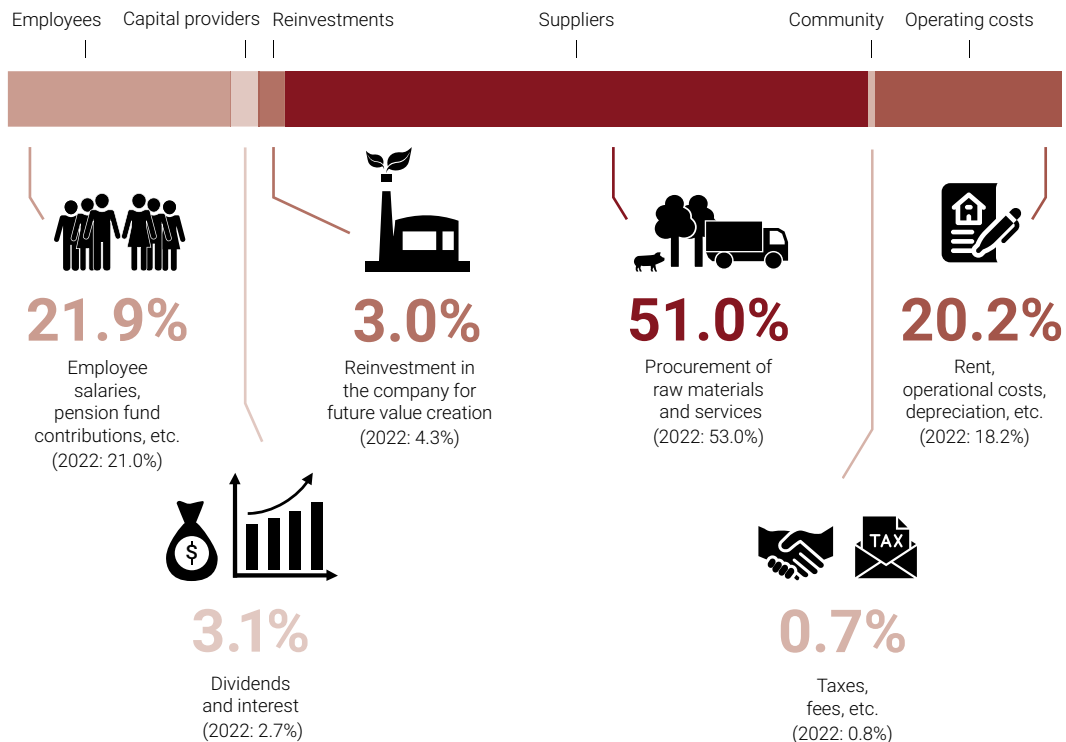 Employees
Capital providers
Reinvestments
Suppliers
Community
Operating costs
21.9%
Employee
salaries,
pension fund
contributions, etc.
(2022: 21.0%)
$
3.1%
Dividends
and interest
(2022: 2.7%)
3.0%
Reinvestment in
the company for
future value creation
(2022: 4.3%)
51.0%
Procurement of
raw materials
and services
(2022: 53.0%)
TAX
0.7%
Taxes,
fees, etc.
(2022: 0.8%)
20.2%
Rent,
operational costs,
depreciation, etc.
(2022: 18.2%)